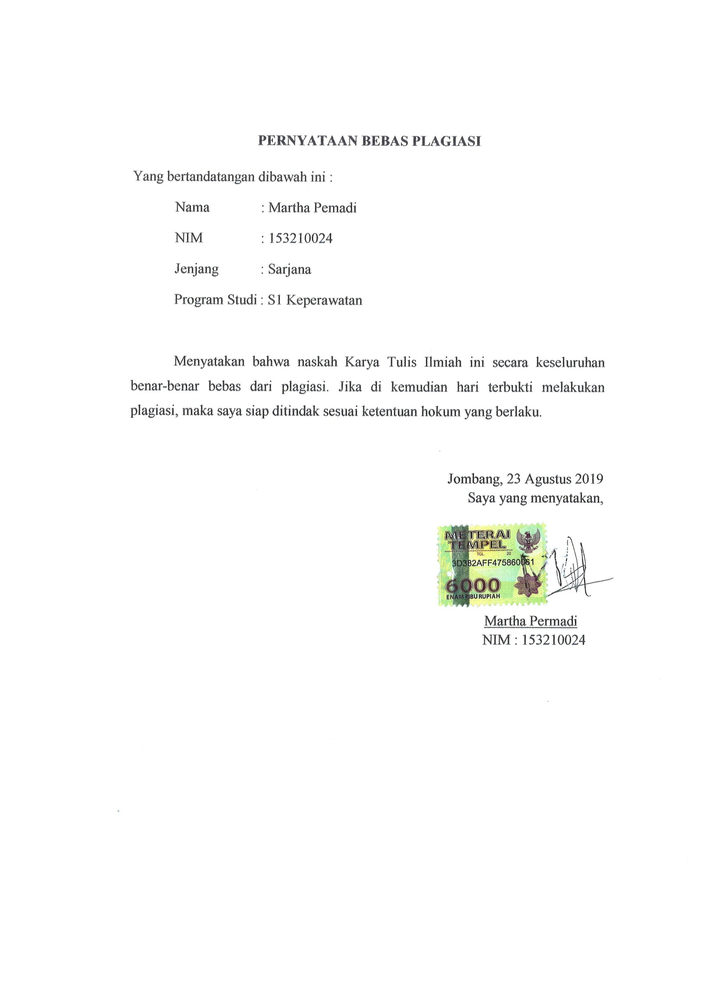 PERNYATAAN BEBAS PLAGIASI
Yang bertandatangan dibawah ini :
Nama : Martha Pemadi
NIM : 153210024
Jenjang : Sarjana
Program Studi : S1 Keperawatan
Menyatakan bahwa naskah Karya Tulis Ilmiah ini secara keseluruhan
benar-benar bebas dari plagiasi. Jika di kemudian hari terbukti melakukan
plagiasi, maka saya siap ditindak sesuai ketentuan hokum yang berlaku.
Jombang, 23 Agustus 2019
Saya yang menyatakan,
METERAI
TEMPEL
TGL. 20
3D382AFF475860061
6000
ENAM RIBU RUPIAH
Martha Permadi
NIM : 153210024